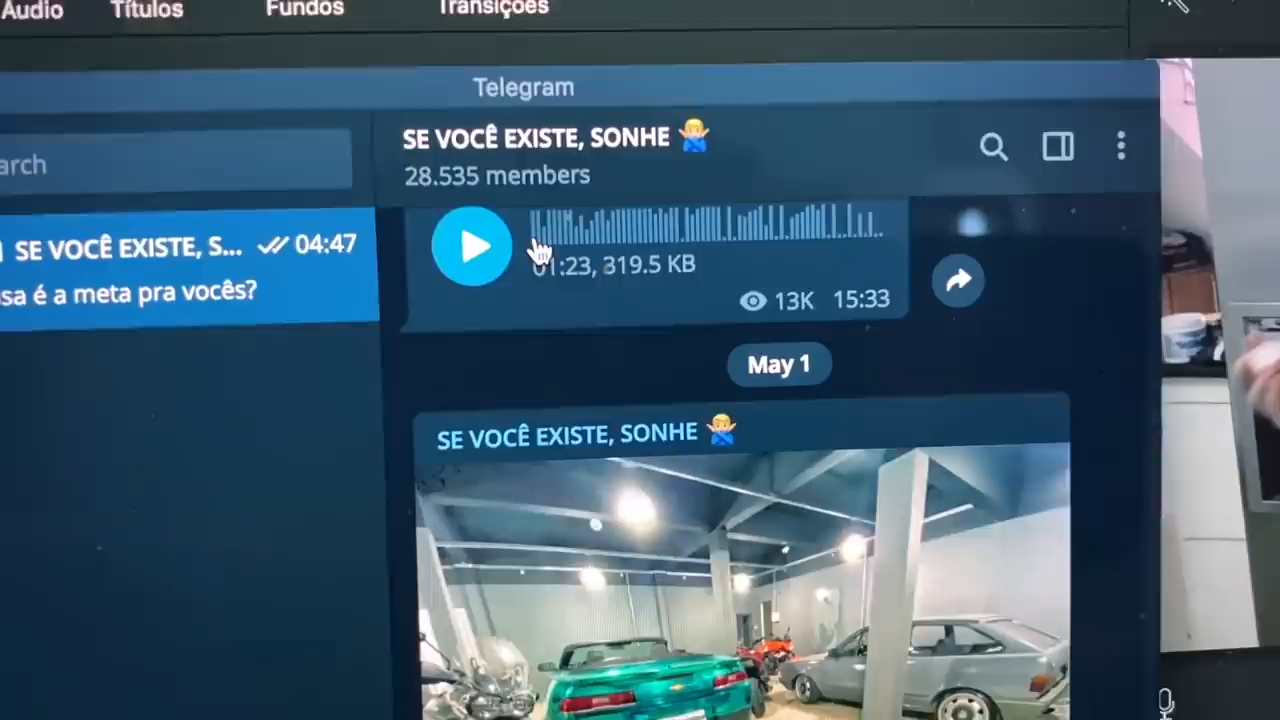 Áudio
Títulos
Fundos
Transições
Telegram
arch
SE VOCÊ EXISTE, SONHE 🙅
28.535 members
SE VOCÊ EXISTE, S... 04:47
sa é a meta pra vocês?
01:23, 319.5 KB
13K 15:33
May 1
SE VOCÊ EXISTE, SONHE 🙅